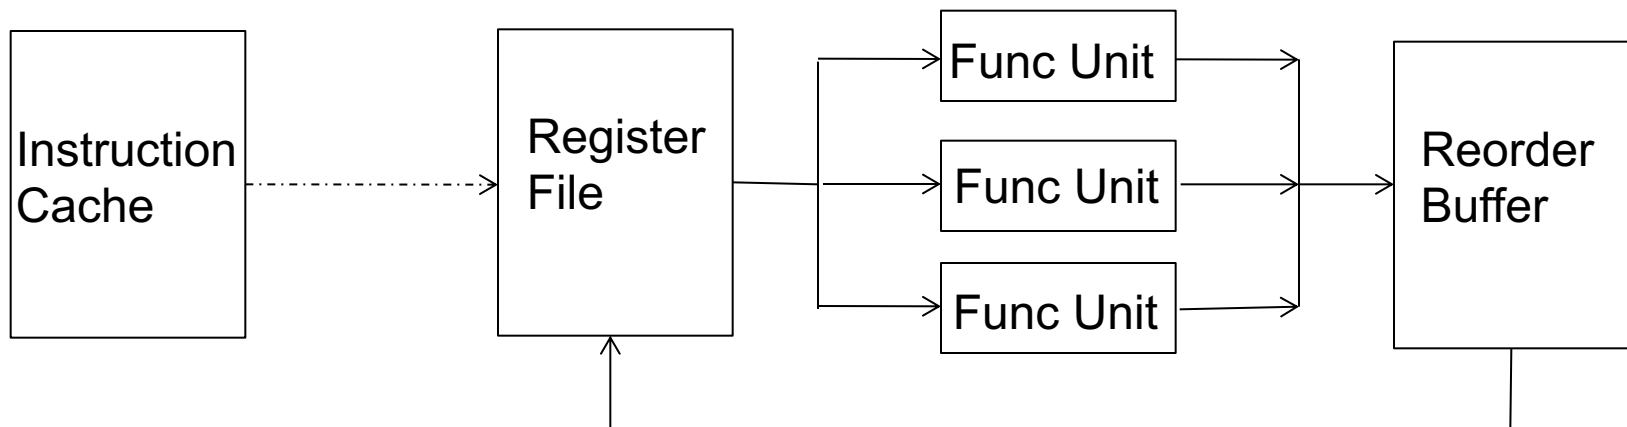 Instruction
Cache
Register
File
Func Unit
Func Unit
Func Unit
Reorder
Buffer